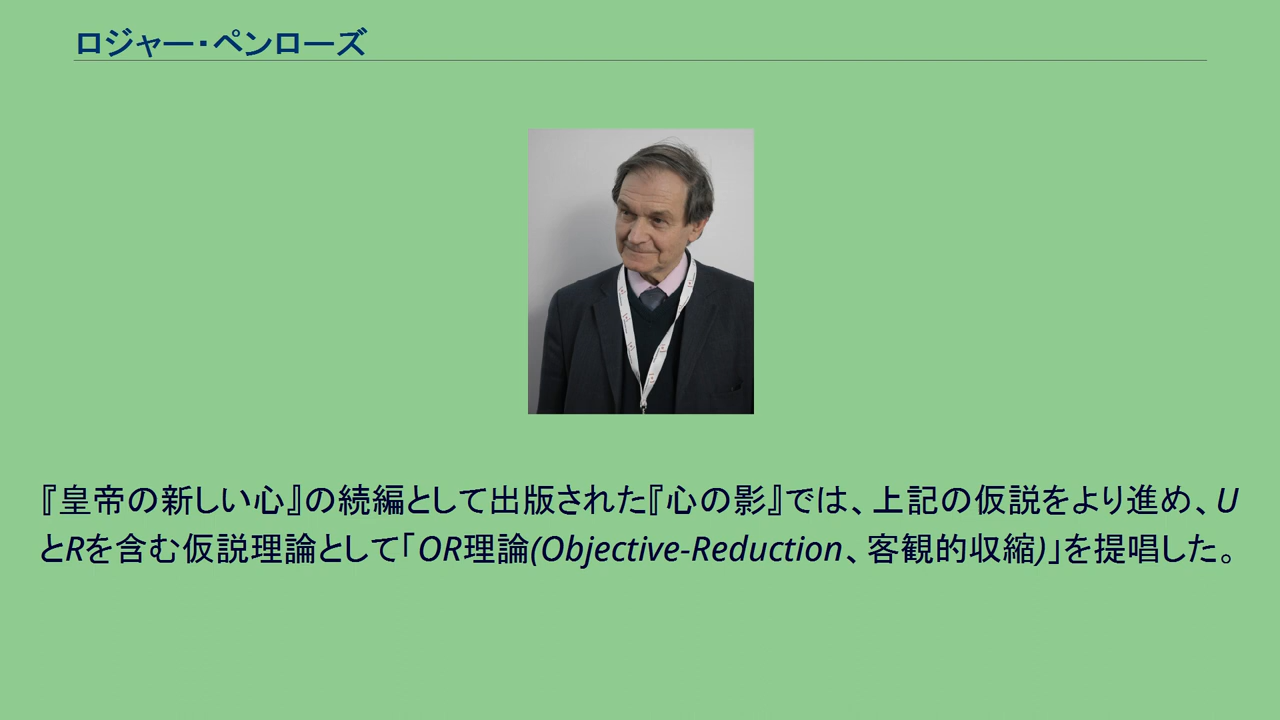 ロジャー・ペンローズ
『皇帝の新しい心』の続編として出版された『心の影』では、上記の仮説をより進め、U
とRを含む仮説理論として「OR理論(Objective-Reduction、客観的収縮)」を提唱した。